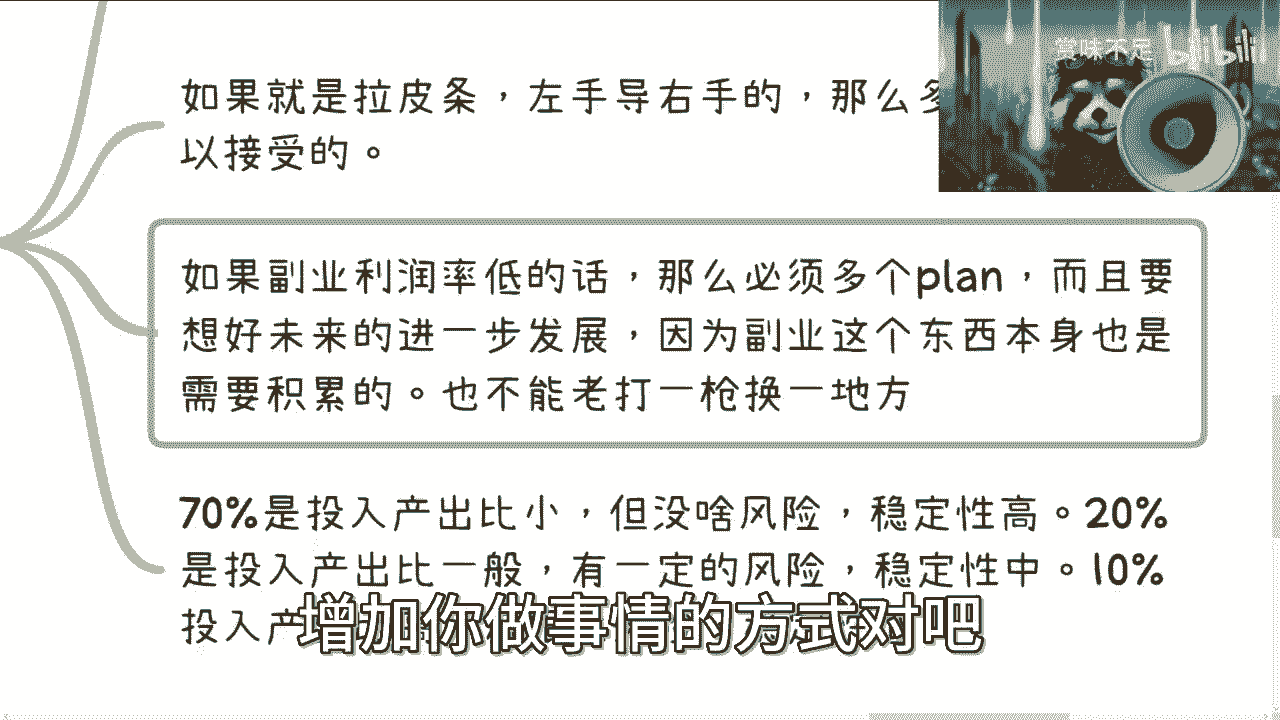 如果就是拉皮条，左手导右手的，那么
以接受的。
赏味不足 bilibili
如果副业利润率低的话，那么必须多个plan，而且要
想好未来的进一步发展，因为副业这个东西本身也是
需要积累的。也不能老打一枪换一地方
70%是投入产出比小，但没啥风险，稳定性高。20%
是投入产出比一般，有一定的风险，稳定性中。10%
投入产
增加你做事情的方式对吧